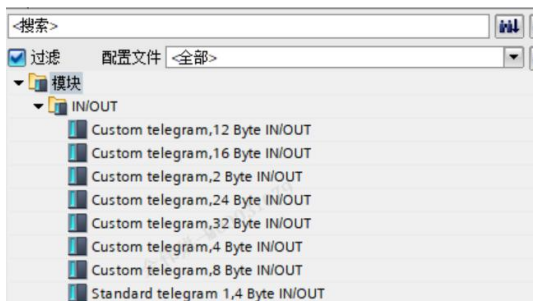 <搜索>
过滤 配置文件 <全部>
模块
IN/OUT
Custom telegram,12 Byte IN/OUT
Custom telegram,16 Byte IN/OUT
Custom telegram,2 Byte IN/OUT
Custom telegram,24 Byte IN/OUT
Custom telegram,32 Byte IN/OUT
Custom telegram,4 Byte IN/OUT
Custom telegram,8 Byte IN/OUT
Standard telegram 1,4 Byte IN/OUT